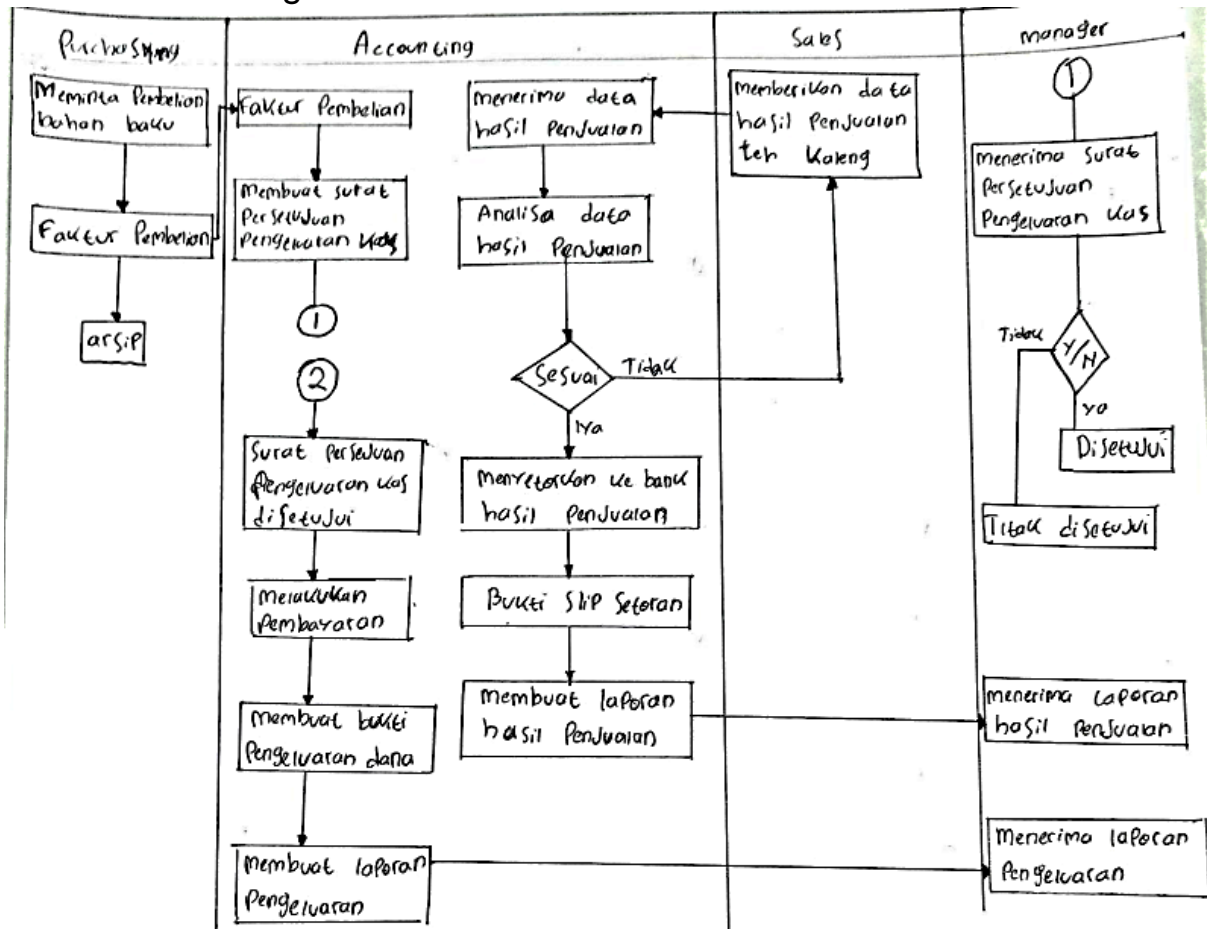 Accounting
Sales
manager
Meminta Pembelian
bahan baku
Faktur Pembelian
arsip
Faktur Pembelian
Membuat surat
Persetujuan
Pengeluaran kas
1
2
Surat Persejuan
Pengeluaran kas
disetujui
Melakukan
Pembayaran
Membuat bukti
Pengeluaran dana
Membuat laporan
Pengeluaran
Menerima data
hasil Penjualan
Analisa data
hasil Penjualan
Sesuai
Tidak
iya
Menyetorkan ke bank
hasil Penjualan
Bukti Slip Setoran
Membuat laporan
hasil Penjualan
memberikan data
hasil Penjualan
teh Kaleng
1
Menerima Surat
Persetujuan
Pengeluaran kas
Y/N
Tidak
ya
Disetujui
Titak disetujui
menerima laporan
hasil Penjualan
Menerima laporan
Pengeluaran